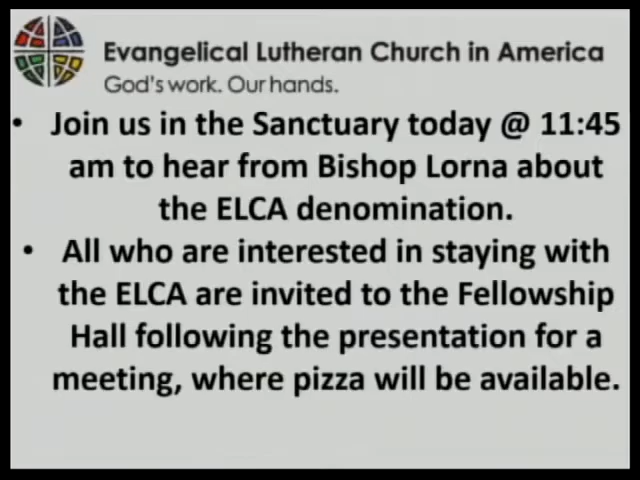 Evangelical Lutheran Church in America
God's work. Our hands.
• Join us in the Sanctuary today @ 11:45
am to hear from Bishop Lorna about
the ELCA denomination.
• All who are interested in staying with
the ELCA are invited to the Fellowship
Hall following the presentation for a
meeting, where pizza will be available.